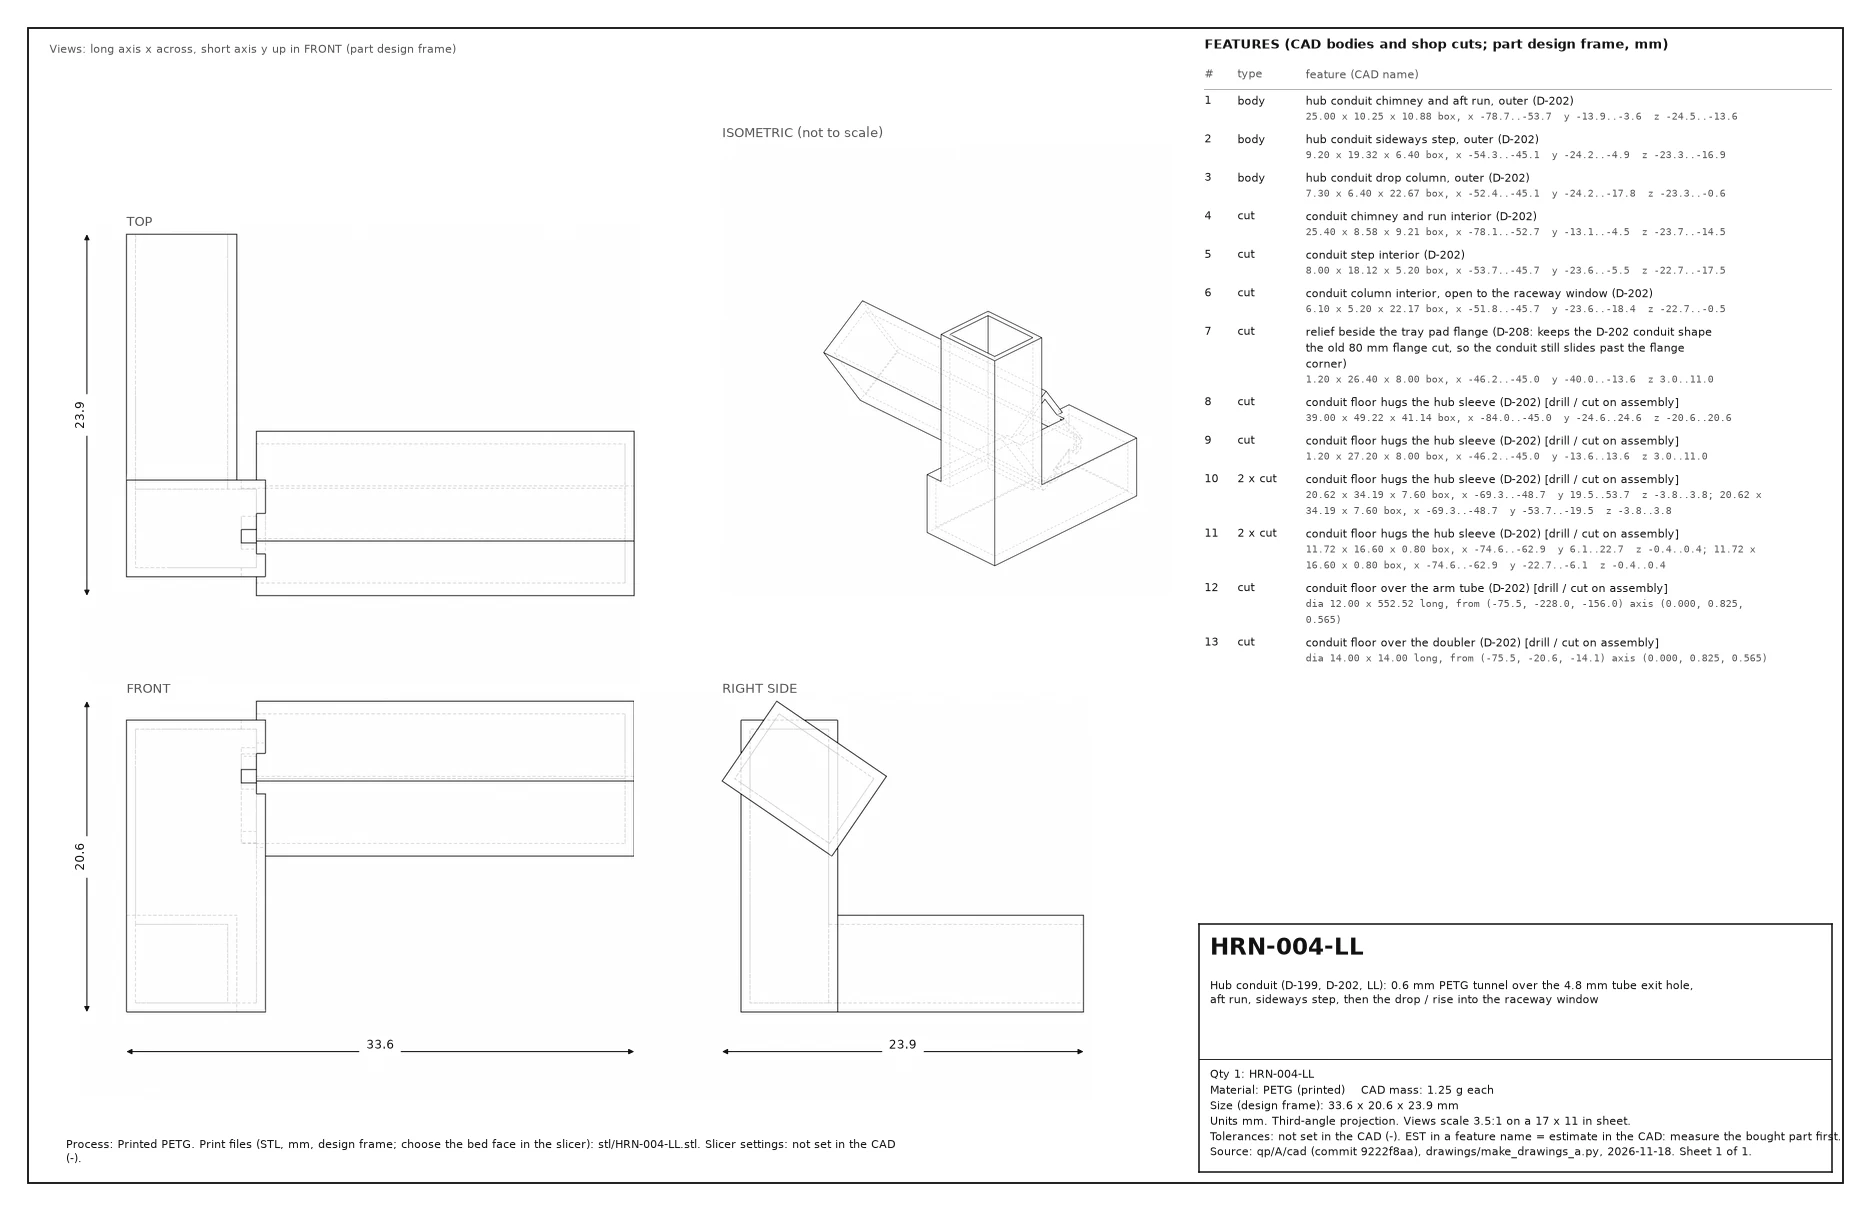 Views: long axis x across, short axis y up in FRONT (part design frame)
ISOMETRIC (not to scale)
TOP
23.9
FRONT
20.6
33.6
RIGHT SIDE
23.9
FEATURES (CAD bodies and shop cuts; part design frame, mm)
# type feature (CAD name)
1 body hub conduit chimney and aft run, outer (D-202)
25.00 x 10.25 x 10.88 box, x -78.7..-53.7 y -13.9..-3.6 z -24.5..-13.6
2 body hub conduit sideways step, outer (D-202)
9.20 x 19.32 x 6.40 box, x -54.3..-45.1 y -24.2..-4.9 z -23.3..-16.9
3 body hub conduit drop column, outer (D-202)
7.30 x 6.40 x 22.67 box, x -52.4..-45.1 y -24.2..-17.8 z -23.3..-0.6
4 cut conduit chimney and run interior (D-202)
25.40 x 8.58 x 9.21 box, x -78.1..-52.7 y -13.1..-4.5 z -23.7..-14.5
5 cut conduit step interior (D-202)
8.00 x 18.12 x 5.20 box, x -53.7..-45.7 y -23.6..-5.5 z -22.7..-17.5
6 cut conduit column interior, open to the raceway window (D-202)
6.10 x 5.20 x 22.17 box, x -51.8..-45.7 y -23.6..-18.4 z -22.7..-0.5
7 cut relief beside the tray pad flange (D-208: keeps the D-202 conduit shape
the old 80 mm flange cut, so the conduit still slides past the flange
corner)
1.20 x 26.40 x 8.00 box, x -46.2..-45.0 y -40.0..-13.6 z 3.0..11.0
8 cut conduit floor hugs the hub sleeve (D-202) [drill / cut on assembly]
39.00 x 49.22 x 41.14 box, x -84.0..-45.0 y -24.6..24.6 z -20.6..20.6
9 cut conduit floor hugs the hub sleeve (D-202) [drill / cut on assembly]
1.20 x 27.20 x 8.00 box, x -46.2..-45.0 y -13.6..13.6 z 3.0..11.0
10 2 x cut conduit floor hugs the hub sleeve (D-202) [drill / cut on assembly]
20.62 x 34.19 x 7.60 box, x -69.3..-48.7 y 19.5..53.7 z -3.8..3.8; 20.62 x
34.19 x 7.60 box, x -69.3..-48.7 y -53.7..-19.5 z -3.8..3.8
11 2 x cut conduit floor hugs the hub sleeve (D-202) [drill / cut on assembly]
11.72 x 16.60 x 0.80 box, x -74.6..-62.9 y 6.1..22.7 z -0.4..0.4; 11.72 x
16.60 x 0.80 box, x -74.6..-62.9 y -22.7..-6.1 z -0.4..0.4
12 cut conduit floor over the arm tube (D-202) [drill / cut on assembly]
dia 12.00 x 552.52 long, from (-75.5, -228.0, -156.0) axis (0.000, 0.825,
0.565)
13 cut conduit floor over the doubler (D-202) [drill / cut on assembly]
dia 14.00 x 14.00 long, from (-75.5, -20.6, -14.1) axis (0.000, 0.825, 0.565)
HRN-004-LL
Hub conduit (D-199, D-202, LL): 0.6 mm PETG tunnel over the 4.8 mm tube exit hole,
aft run, sideways step, then the drop / rise into the raceway window
Qty 1: HRN-004-LL
Material: PETG (printed) CAD mass: 1.25 g each
Size (design frame): 33.6 x 20.6 x 23.9 mm
Units mm. Third-angle projection. Views scale 3.5:1 on a 17 x 11 in sheet.
Tolerances: not set in the CAD (-). EST in a feature name = estimate in the CAD: measure the bought part first.
Source: qp/A/cad (commit 9222f8aa), drawings/make_drawings_a.py, 2026-11-18. Sheet 1 of 1.
Process: Printed PETG. Print files (STL, mm, design frame; choose the bed face in the slicer): stl/HRN-004-LL.stl. Slicer settings: not set in the CAD
(-).